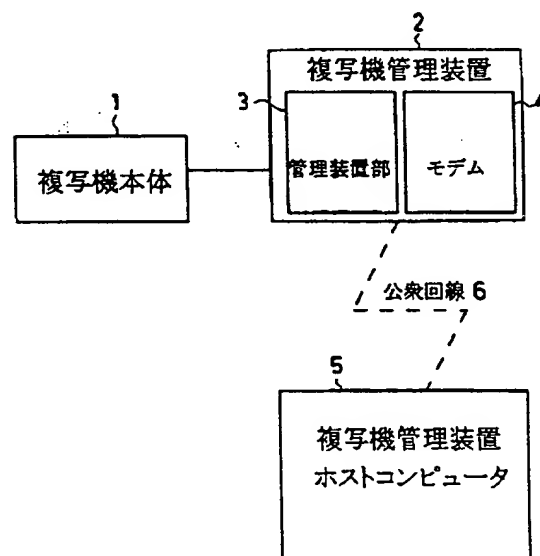 2
複写機管理装置
3
4
1
複写機本体
管理装置部
モデム
公衆回線 6
5
複写機管理装置
ホストコンピュータ